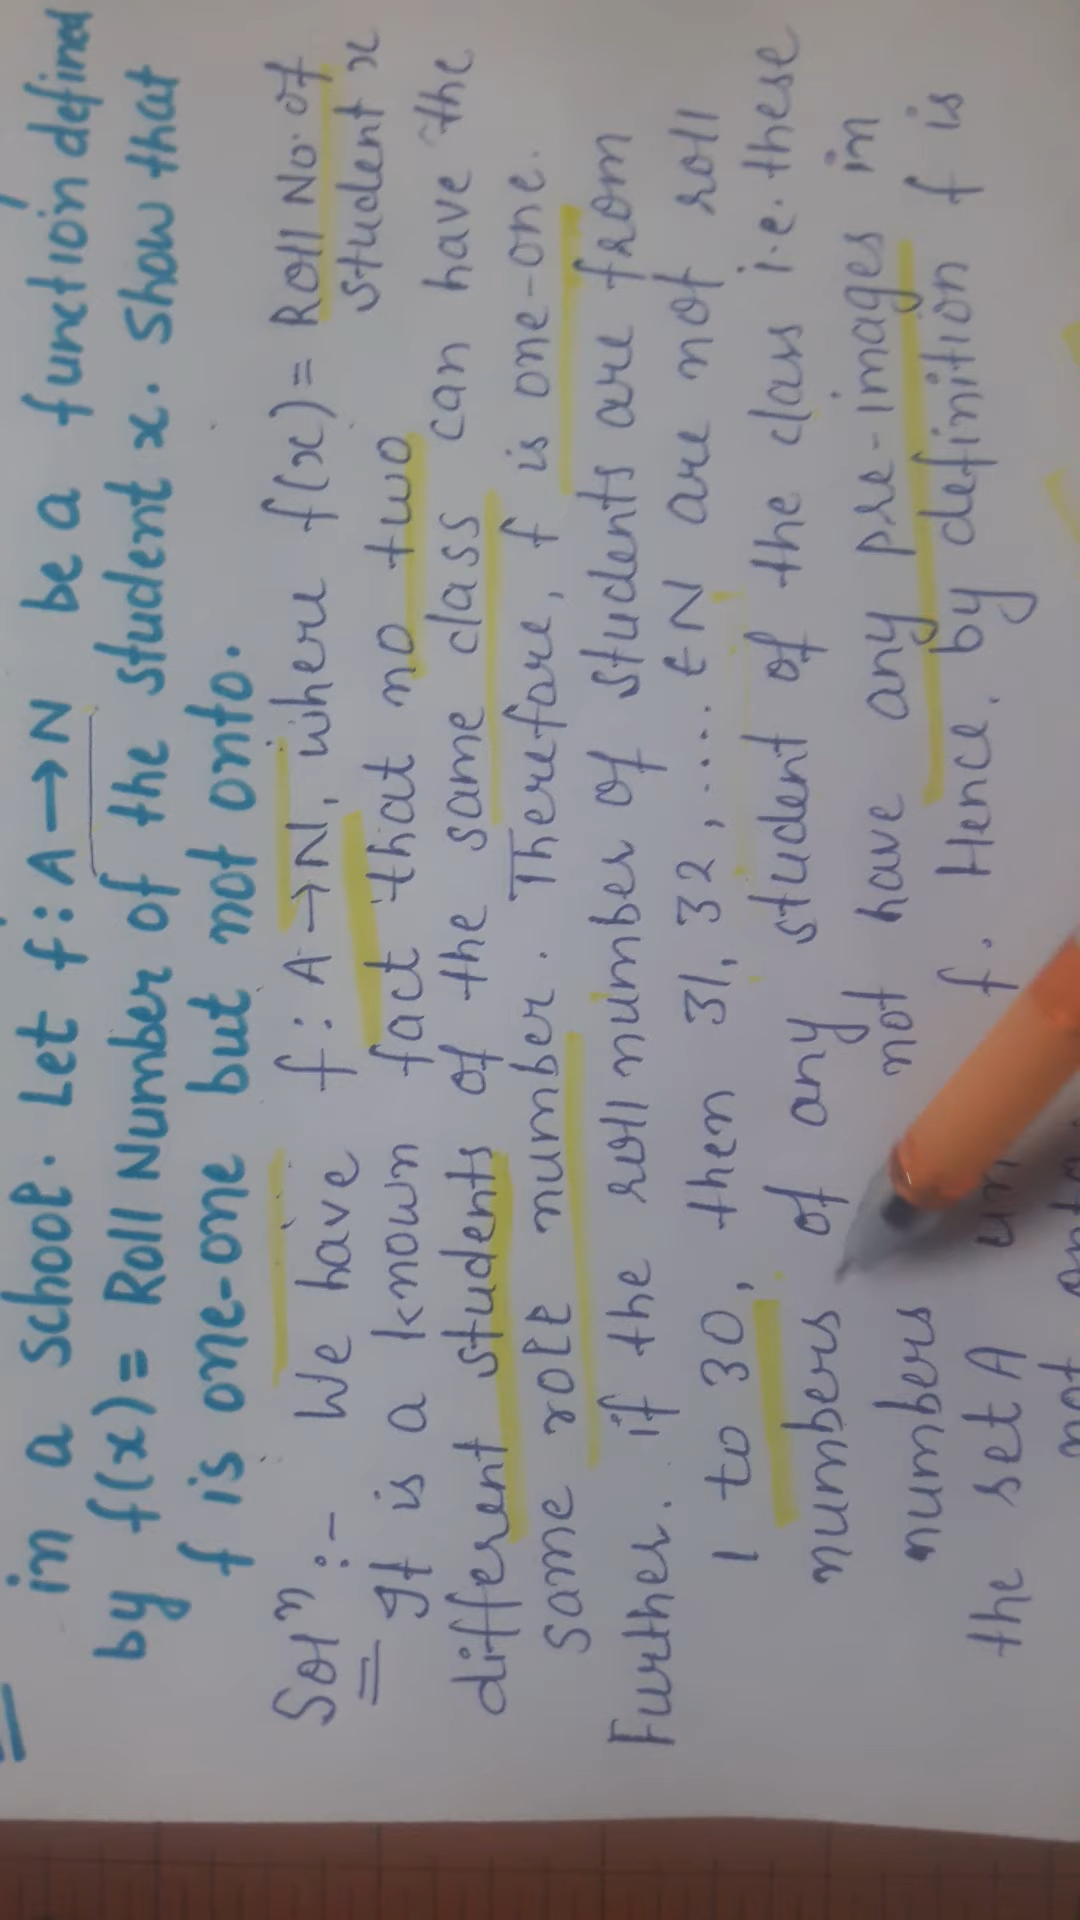 in a school. Let f : A → N be a function defined
by f(x) = Roll Number of the student x. Show that
f is one-one but not onto.
Solⁿ :- We have f : A → N, where f(x) = Roll No. of
student x
It is a known fact that no two
different students of the same class can have the
same roll number. Therefore, f is one-one.
Further. if the roll number of students are from
1 to 30, then 31, 32, .... ∈ N are not roll
numbers of any student of the class i.e. these
numbers not have any pre-images in
the set A f. Hence, by definition f is
not